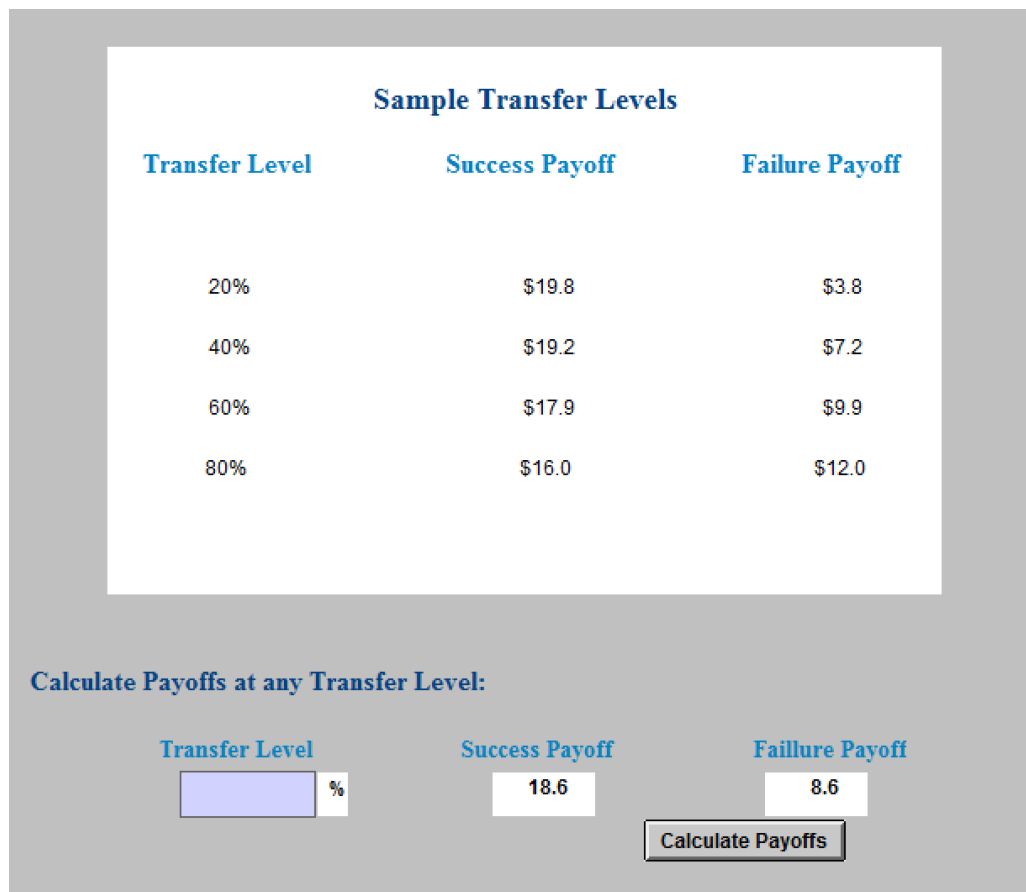 Sample Transfer Levels
Transfer Level Success Payoff Failure Payoff
20% $19.8 $3.8
40% $19.2 $7.2
60% $17.9 $9.9
80% $16.0 $12.0
Calculate Payoffs at any Transfer Level:
Transfer Level Success Payoff Faillure Payoff
% 18.6 8.6
Calculate Payoffs